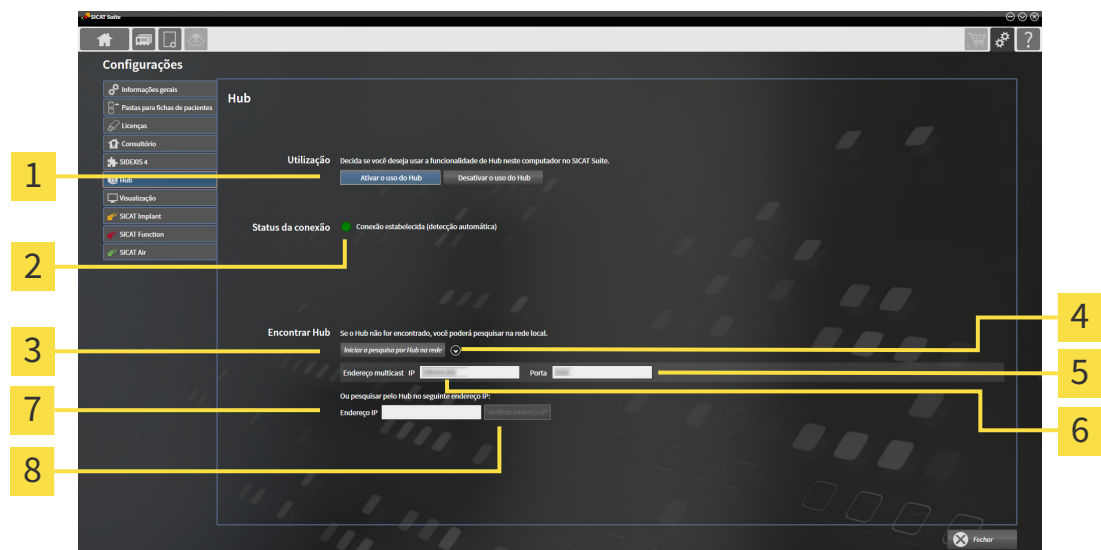 SICAT Suite
?
Configurações
Informações gerais
Pastas para fichas de pacientes
Licenças
Consultório
SIDEXIS 4
Hub
Visualização
SICAT Implant
SICAT Function
SICAT Air
Hub
Utilização Decida se você deseja usar a funcionalidade de Hub neste computador no SICAT Suite.
Ativar o uso do Hub Desativar o uso do Hub
Status da conexão Conexão estabelecida (detecção automática)
Encontrar Hub Se o Hub não for encontrado, você poderá pesquisar na rede local.
Iniciar a pesquisa por Hub na rede
Endereço multicast IP Porta
Ou pesquisar pelo Hub no seguinte endereço IP:
Endereço IP Verificar endereço IP
Fechar
1
2
3
4
5
6
7
8